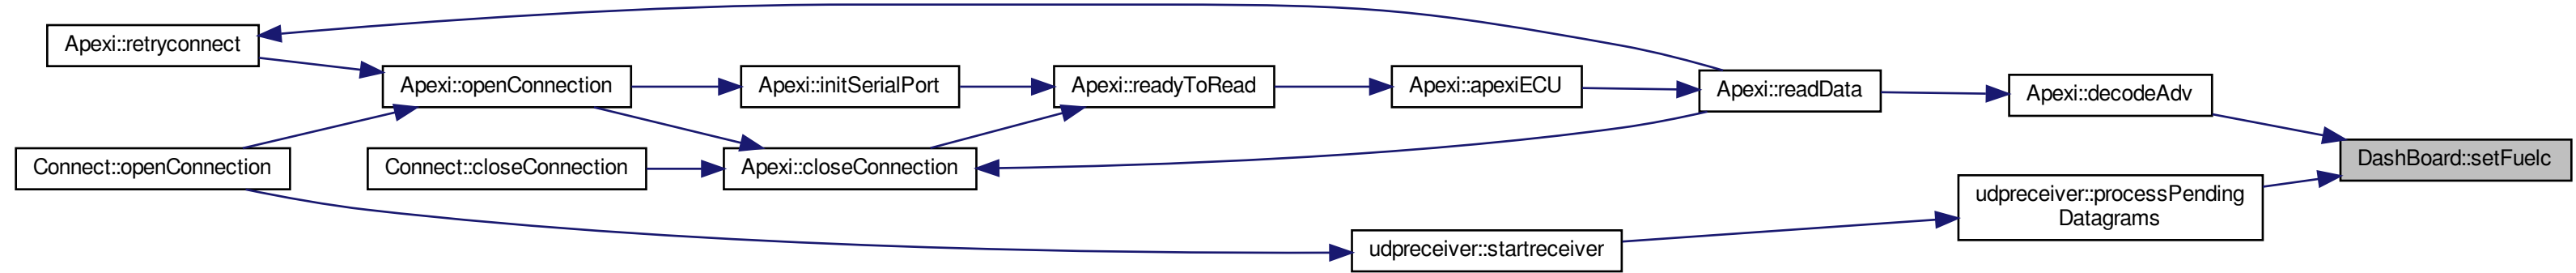 Apexi::retryconnect
Apexi::openConnection
Apexi::initSerialPort
Apexi::readyToRead
Apexi::apexiECU
Apexi::readData
Apexi::decodeAdv
Connect::openConnection
Connect::closeConnection
Apexi::closeConnection
DashBoard::setFuelc
udpreceiver::processPending
Datagrams
udpreceiver::startreceiver